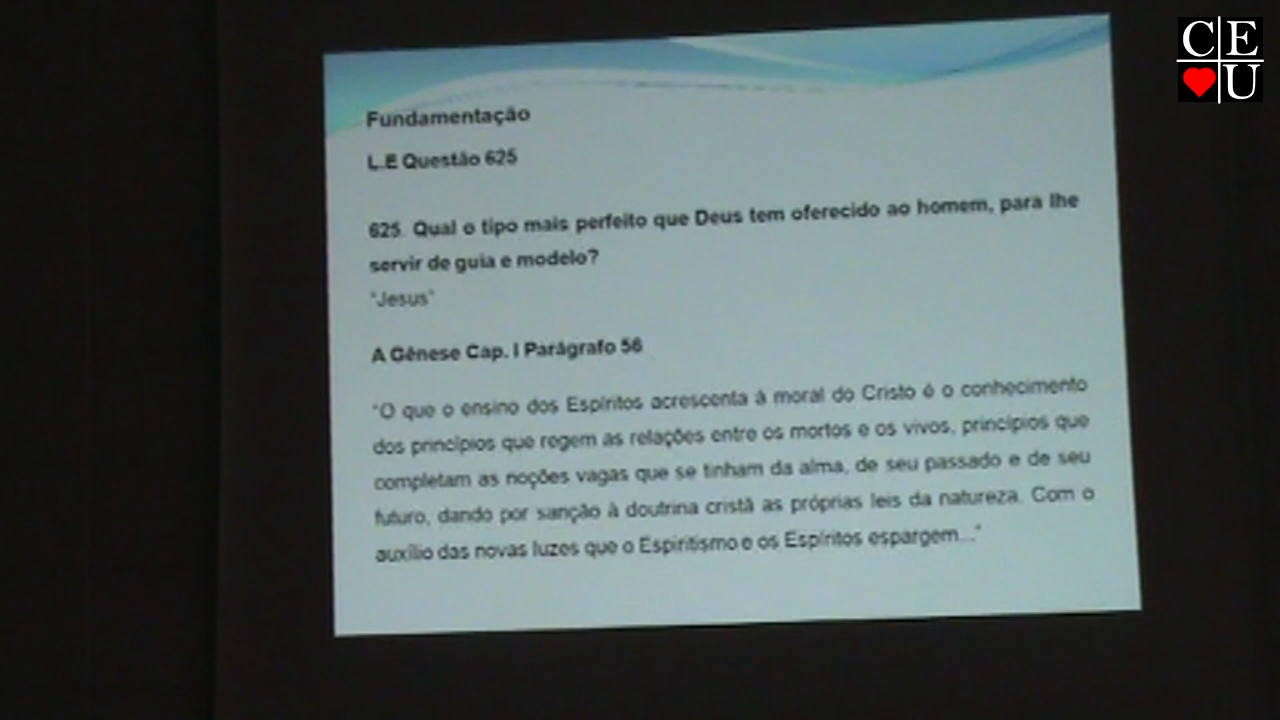 Fundamentação
L.E Questão 625
625. Qual o tipo mais perfeito que Deus tem oferecido ao homem, para lhe
servir de guia e modelo?
"Jesus"
A Gênese Cap. I Parágrafo 56
"O que o ensino dos Espíritos acrescenta à moral do Cristo é o conhecimento
dos princípios que regem as relações entre os mortos e os vivos, princípios que
completam as noções vagas que se tinham da alma, de seu passado e de seu
futuro, dando por sanção à doutrina cristã as próprias leis da natureza. Com o
auxílio das novas luzes que o Espiritismo e os Espíritos espargem..."
CE
U